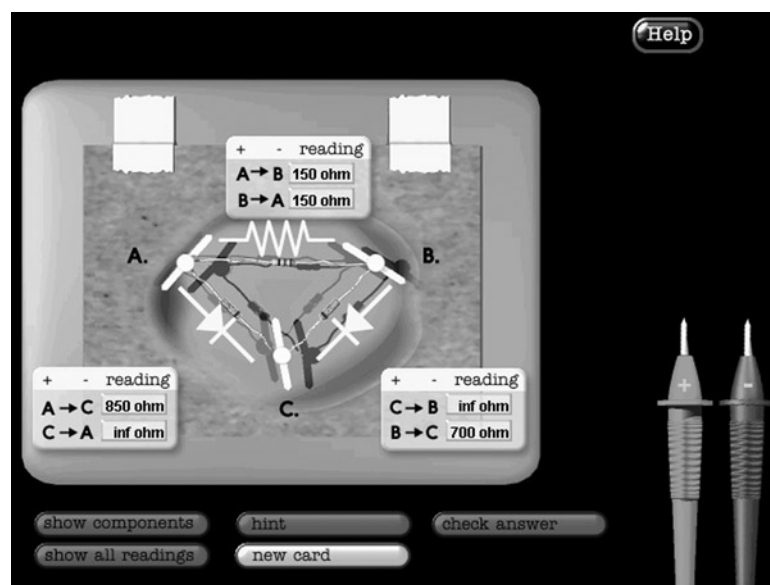 Help
+ - reading
A→B 150 ohm
B→A 150 ohm
A.
B.
+ - reading
A→C 850 ohm
C→A inf ohm
C.
+ - reading
C→B inf ohm
B→C 700 ohm
+
-
show components
hint
check answer
show all readings
new card